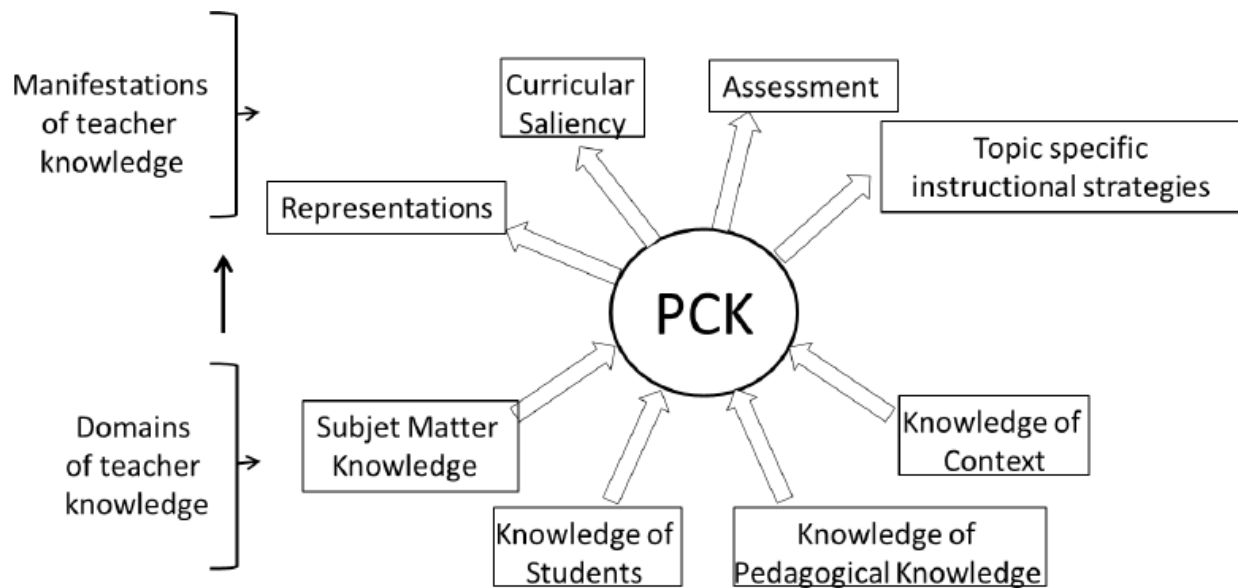 Manifestations
of teacher
knowledge
Curricular
Saliency
Assessment
Topic specific
instructional strategies
Representations
PCK
Domains
of teacher
knowledge
Subjet Matter
Knowledge
Knowledge of
Context
Knowledge of
Students
Knowledge of
Pedagogical Knowledge